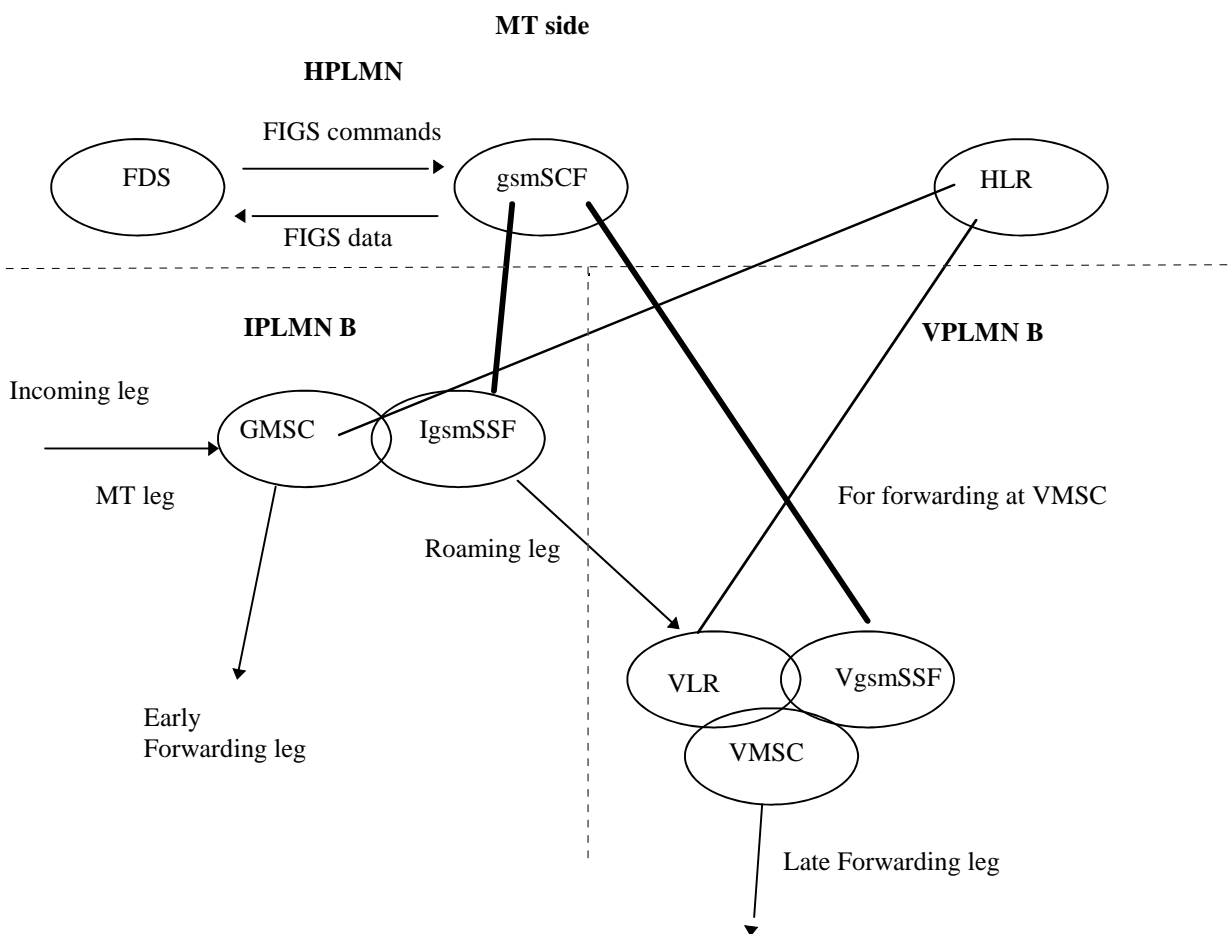 MT side
HPLMN
FIGS commands
FDS
gsmSCF
HLR
FIGS data
IPLMN B
VPLMN B
Incoming leg
GMSC
IgsmSSF
MT leg
For forwarding at VMSC
Roaming leg
VLR
VgsmSSF
Early
Forwarding leg
VMSC
Late Forwarding leg